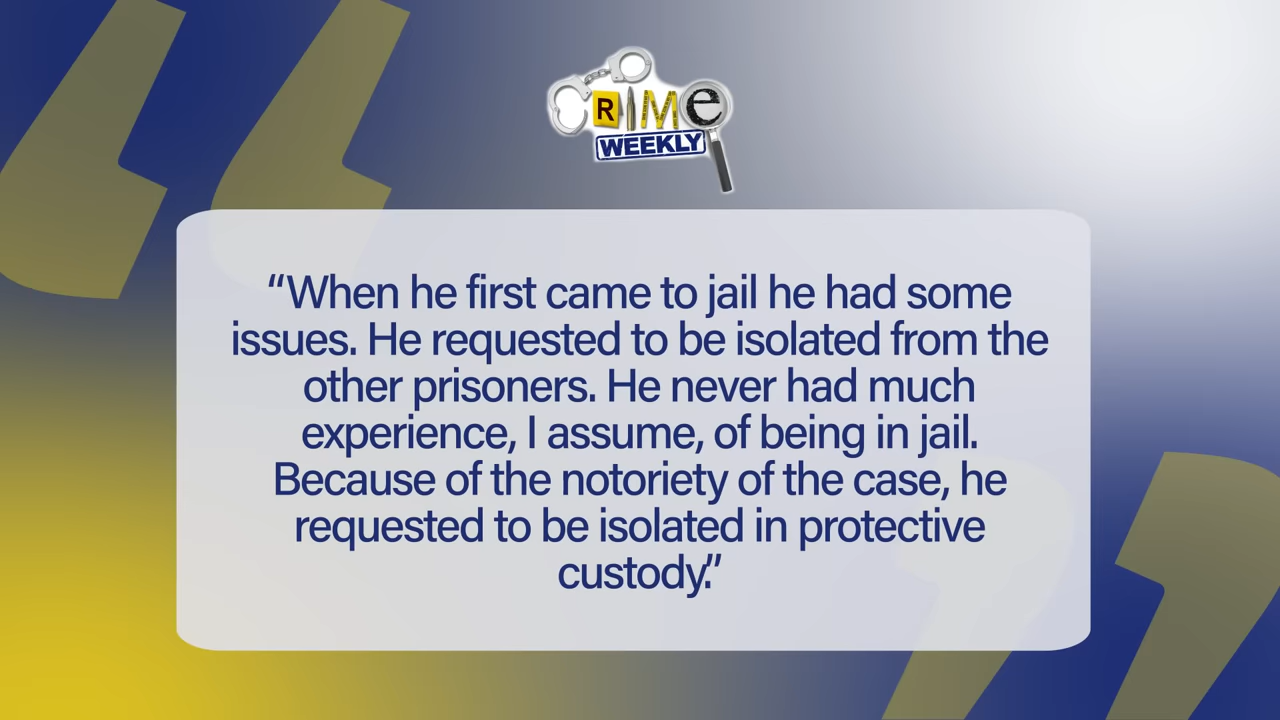 CRIMe
WEEKLY
“When he first came to jail he had some
issues. He requested to be isolated from the
other prisoners. He never had much
experience, I assume, of being in jail.
Because of the notoriety of the case, he
requested to be isolated in protective
custody.”